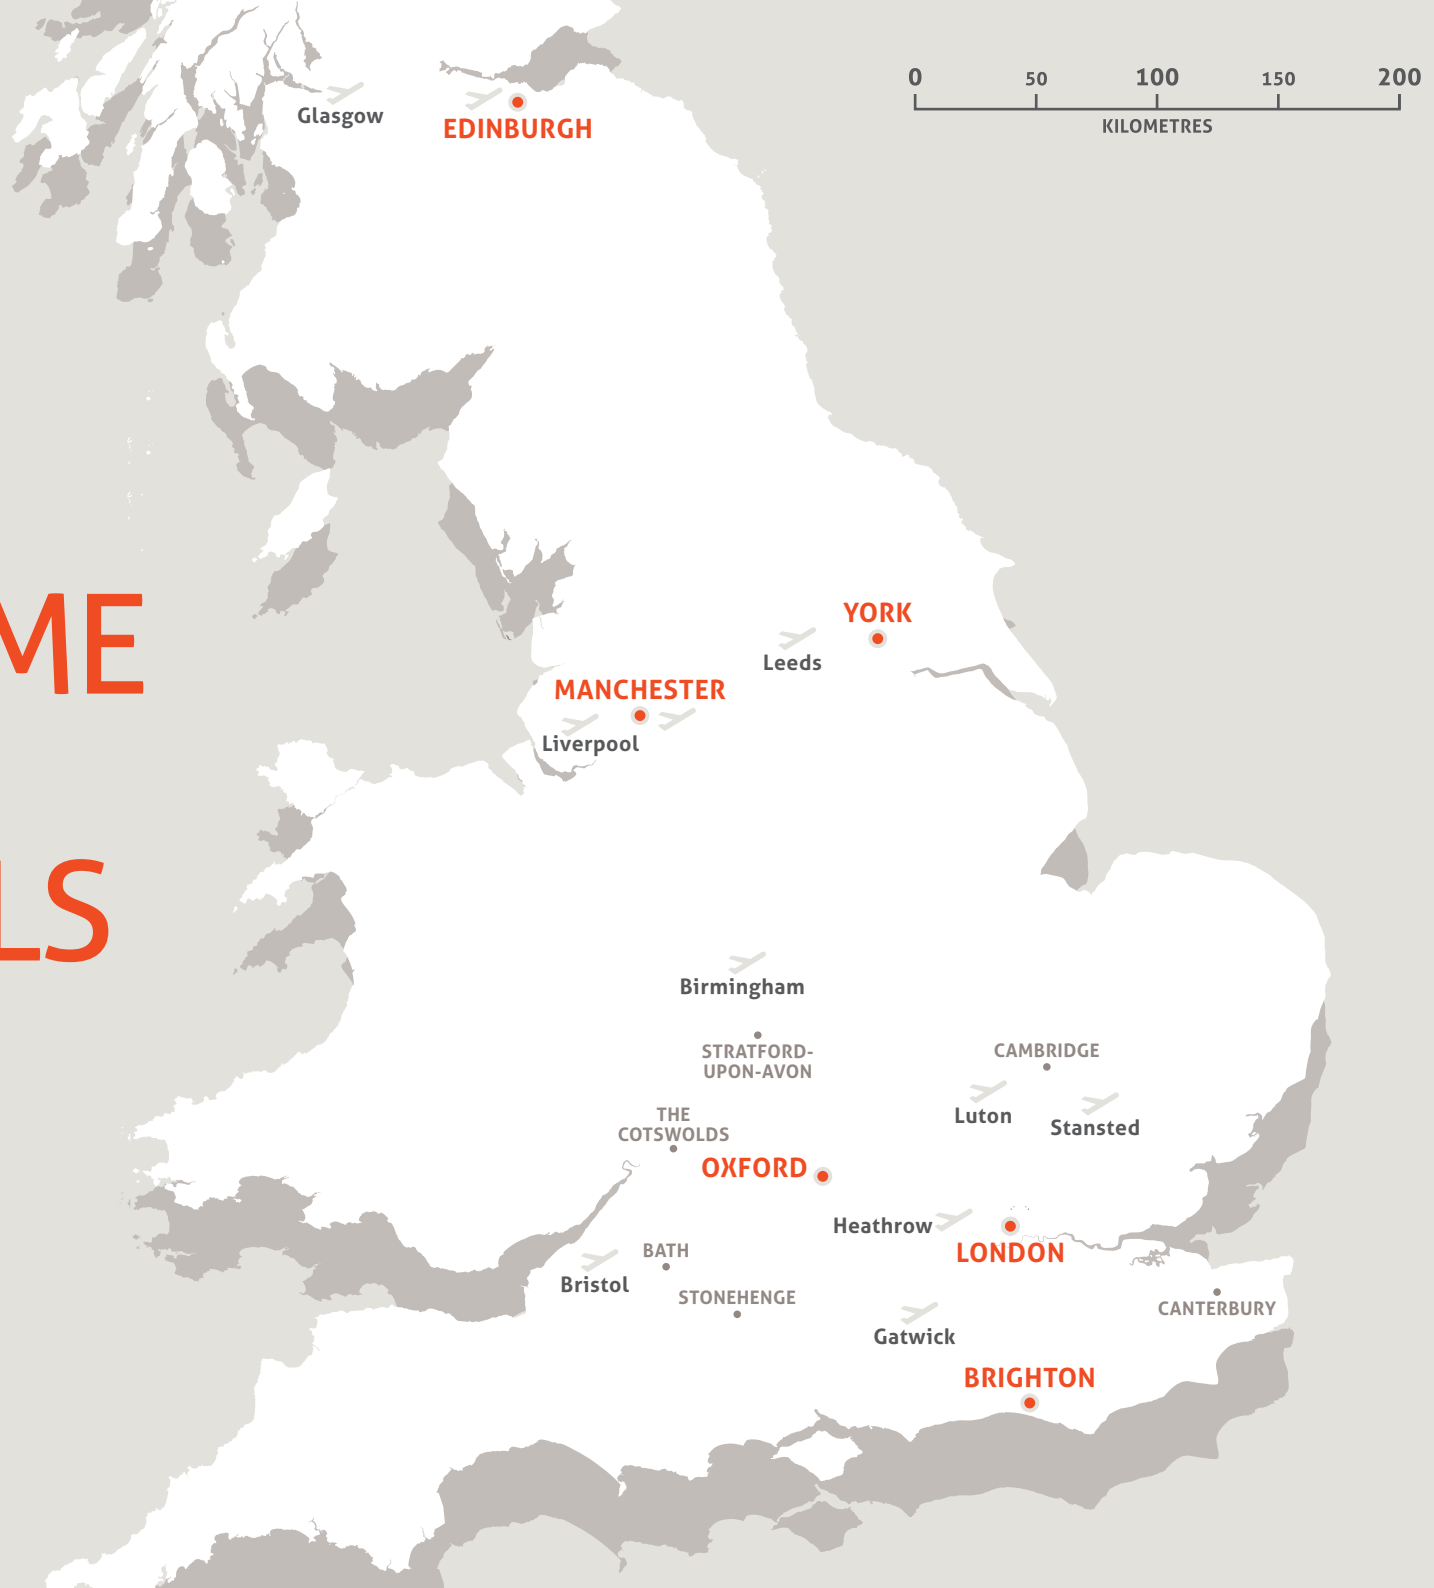 0 50 100 150 200
KILOMETRES
Glasgow
EDINBURGH
ME
YORK
Leeds
MANCHESTER
Liverpool
LS
Birmingham
STRATFORD-
UPON-AVON
CAMBRIDGE
Luton
Stansted
THE
COTSWOLDS
OXFORD
Heathrow
LONDON
BATH
Bristol
STONEHENGE
CANTERBURY
Gatwick
BRIGHTON